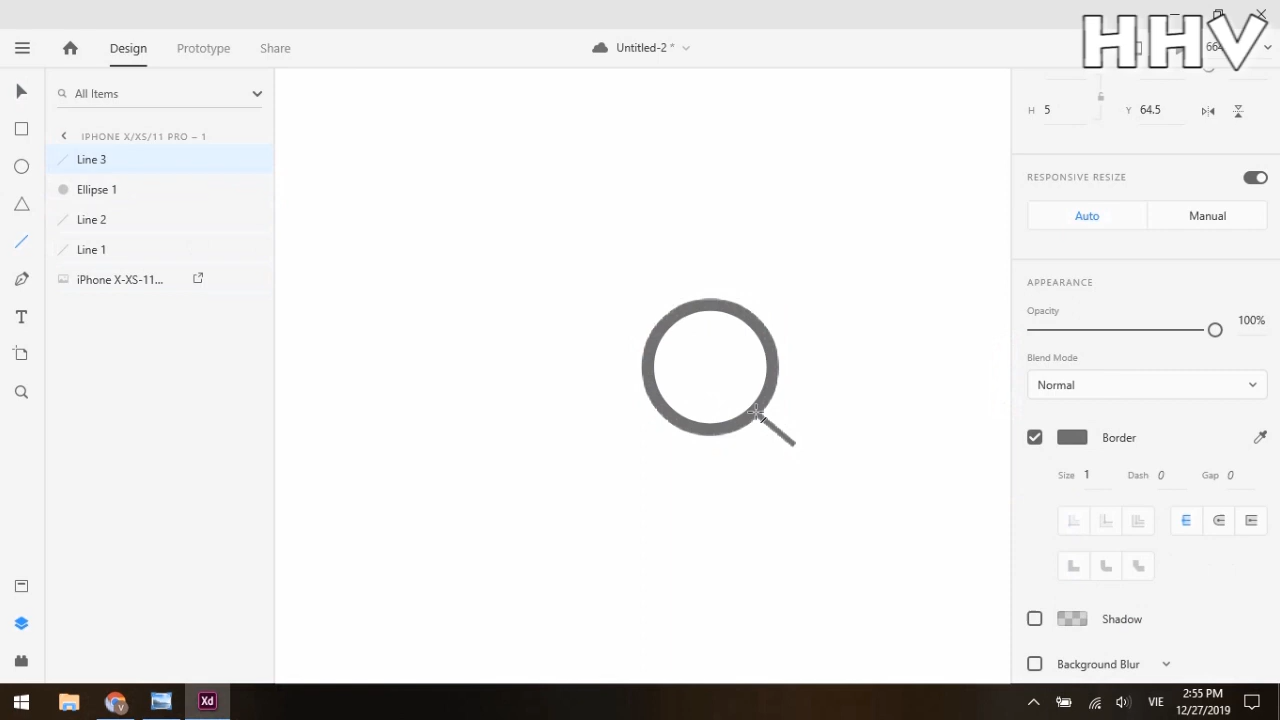 HHV
Design
Prototype
Share
Untitled-2 *
All Items
IPHONE X/XS/11 PRO – 1
Line 3
Ellipse 1
Line 2
Line 1
iPhone X-XS-11...
H 5
Y 64.5
RESPONSIVE RESIZE
Auto
Manual
APPEARANCE
Opacity
100%
Blend Mode
Normal
Border
Size 1
Dash 0
Gap 0
Shadow
Background Blur
Xd
VIE
2:55 PM
12/27/2019